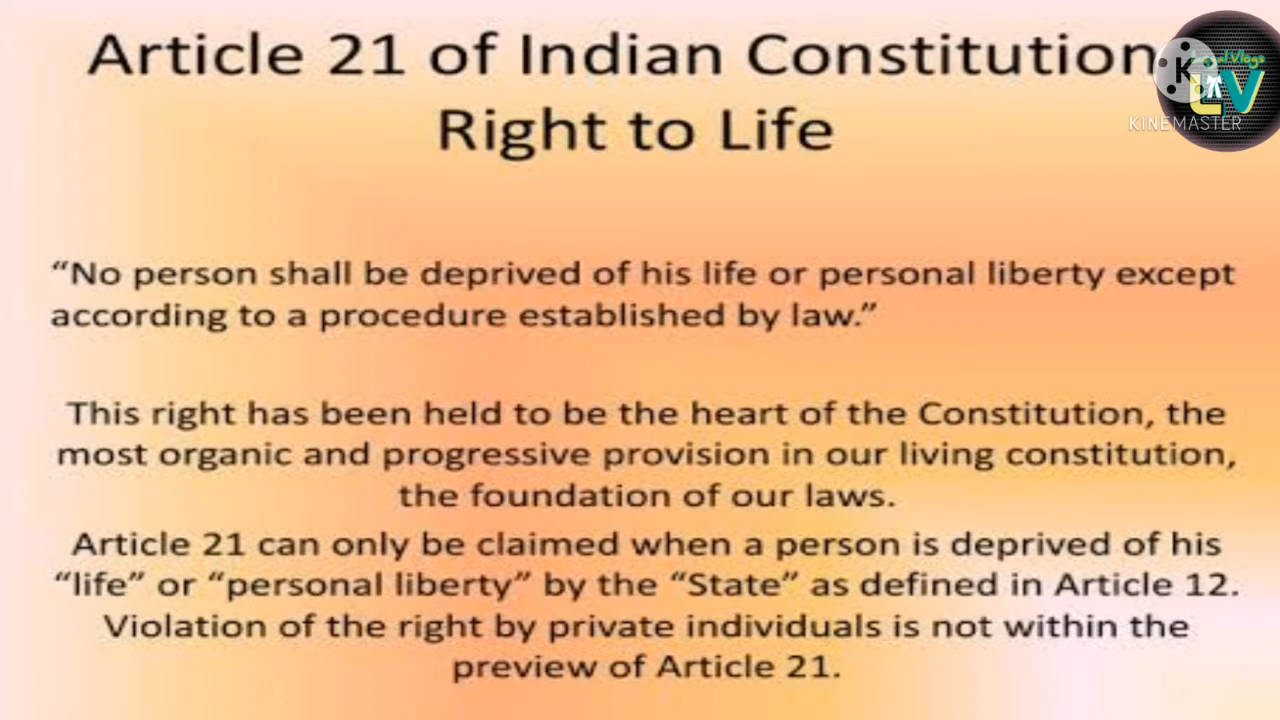 Article 21 of Indian Constitution
Right to Life
“No person shall be deprived of his life or personal liberty except
according to a procedure established by law.”
This right has been held to be the heart of the Constitution, the
most organic and progressive provision in our living constitution,
the foundation of our laws.
Article 21 can only be claimed when a person is deprived of his
“life” or “personal liberty” by the “State” as defined in Article 12.
Violation of the right by private individuals is not within the
preview of Article 21.
K
LV
KINEMASTER